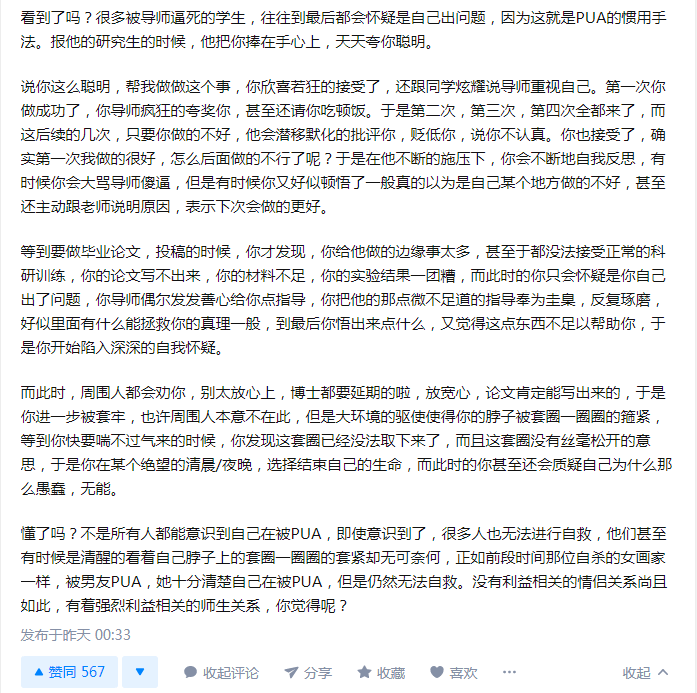 看到了吗？很多被导师逼死的学生，往往到最后都会怀疑是自己出问题，因为这就是PUA的惯用手
法。报他的研究生的时候，他把你捧在手心上，天天夸你聪明。
说你这么聪明，帮我做做这个事，你欣喜若狂的接受了，还跟同学炫耀说导师重视自己。第一次你
做成功了，你导师疯狂的夸奖你，甚至还请你吃顿饭。于是第二次，第三次，第四次全都来了，而
这后续的几次，只要你做的不好，他会潜移默化的批评你，贬低你，说你不认真。你也接受了，确
实第一次我做的很好，怎么后面做的不行了呢？于是在他不断的施压下，你会不断地自我反思，有
时候你会大骂导师傻逼，但是有时候你又好似顿悟了一般真的以为是自己某个地方做的不好，甚至
还主动跟老师说明原因，表示下次会做的更好。
等到要做毕业论文，投稿的时候，你才发现，你给他做的边缘事太多，甚至于都没法接受正常的科
研训练，你的论文写不出来，你的材料不足，你的实验结果一团糟，而此时的你只会怀疑是你自己
出了问题，你导师偶尔发发善心给你点指导，你把他的那点微不足道的指导奉为圭臬，反复琢磨，
好似里面有什么能拯救你的真理一般，到最后你悟出来点什么，又觉得这点东西不足以帮助你，于
是你开始陷入深深的自我怀疑。
而此时，周围人都会劝你，别太放心上，博士都要延期的啦，放宽心，论文肯定能写出来的，于是
你进一步被套牢，也许周围人本意不在此，但是大环境的驱使使得你的脖子被套圈一圈圈的箍紧，
等到你快要喘不过气来的时候，你发现这套圈已经没法取下来了，而且这套圈没有丝毫松开的意
思，于是你在某个绝望的清晨/夜晚，选择结束自己的生命，而此时的你甚至还会质疑自己为什么那
么愚蠢，无能。
懂了吗？不是所有人都能意识到自己在被PUA，即使意识到了，很多人也无法进行自救，他们甚至
有时候是清醒的看着自己脖子上的套圈一圈圈的套紧却无可奈何，正如前段时间那位自杀的女画家
一样，被男友PUA，她十分清楚自己在被PUA，但是仍然无法自救。没有利益相关的情侣关系尚且
如此，有着强烈利益相关的师生关系，你觉得呢？
发布于昨天 00:33
赞同 567 收起评论 分享 收藏 喜欢 ··· 收起